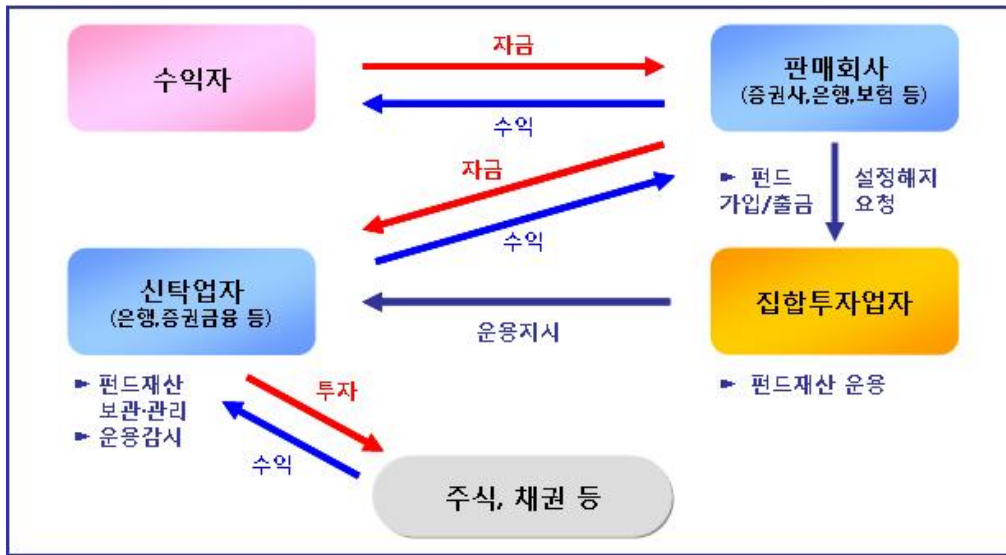 수익자
자금
수익
판매회사
(증권사,은행,보험 등)
자금
수익
► 펀드
가입/출금
설정해지
요청
신탁업자
(은행,증권금융 등)
운용지시
집합투자업자
► 펀드재산
보관·관리
► 운용감시
투자
수익
► 펀드재산 운용
주식, 채권 등